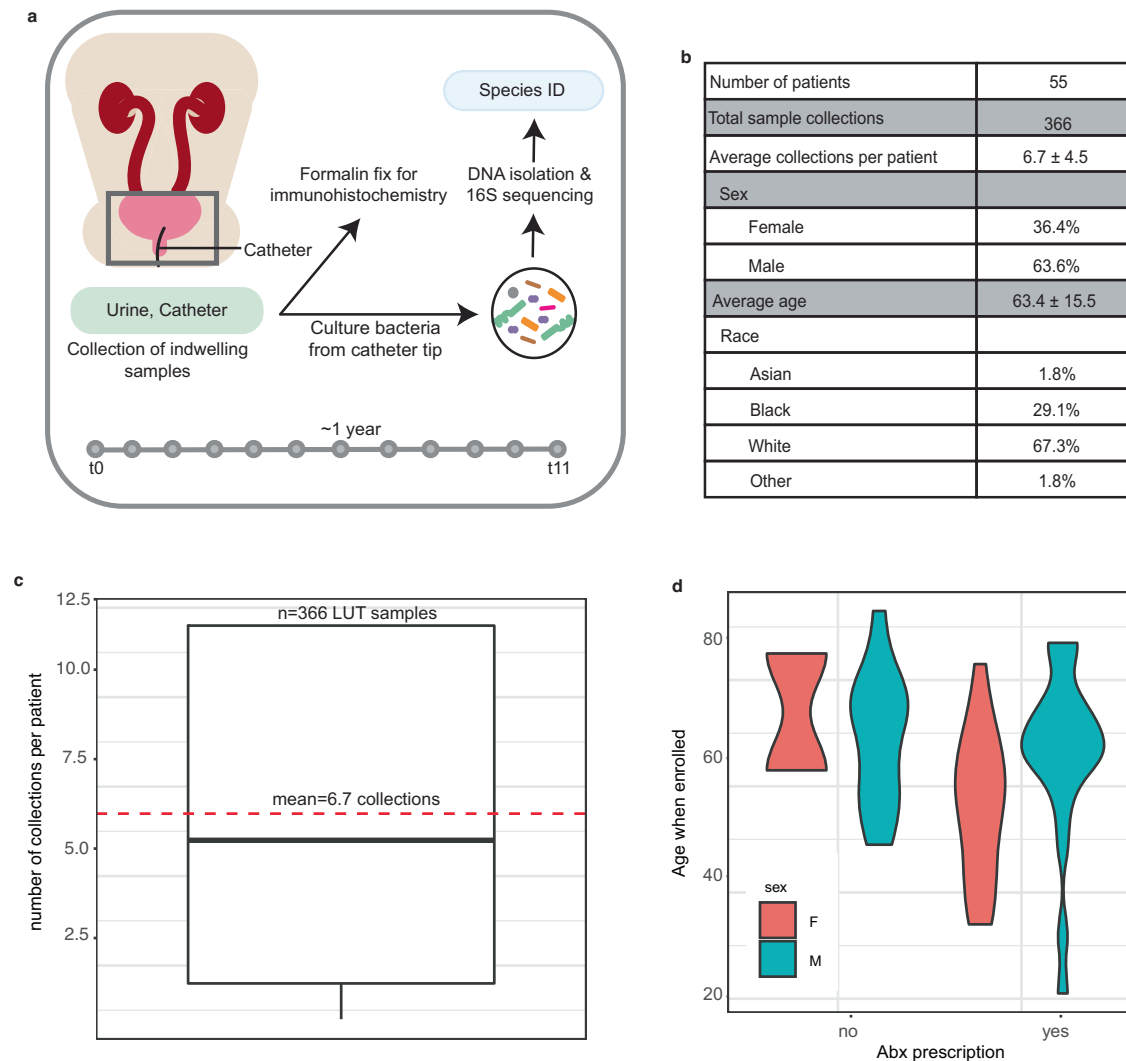 a
Species ID
Formalin fix for
immunohistochemistry
DNA isolation &
16S sequencing
Catheter
Urine, Catheter
Collection of indwelling
samples
Culture bacteria
from catheter tip
~1 year
t0
t11
b
Number of patients 55
Total sample collections 366
Average collections per patient 6.7 ± 4.5
Sex
Female 36.4%
Male 63.6%
Average age 63.4 ± 15.5
Race
Asian 1.8%
Black 29.1%
White 67.3%
Other 1.8%
c
number of collections per patient
12.5
10.0
7.5
5.0
2.5
n=366 LUT samples
mean=6.7 collections
d
Age when enrolled
80
60
40
20
sex
F
M
no
yes
Abx prescription